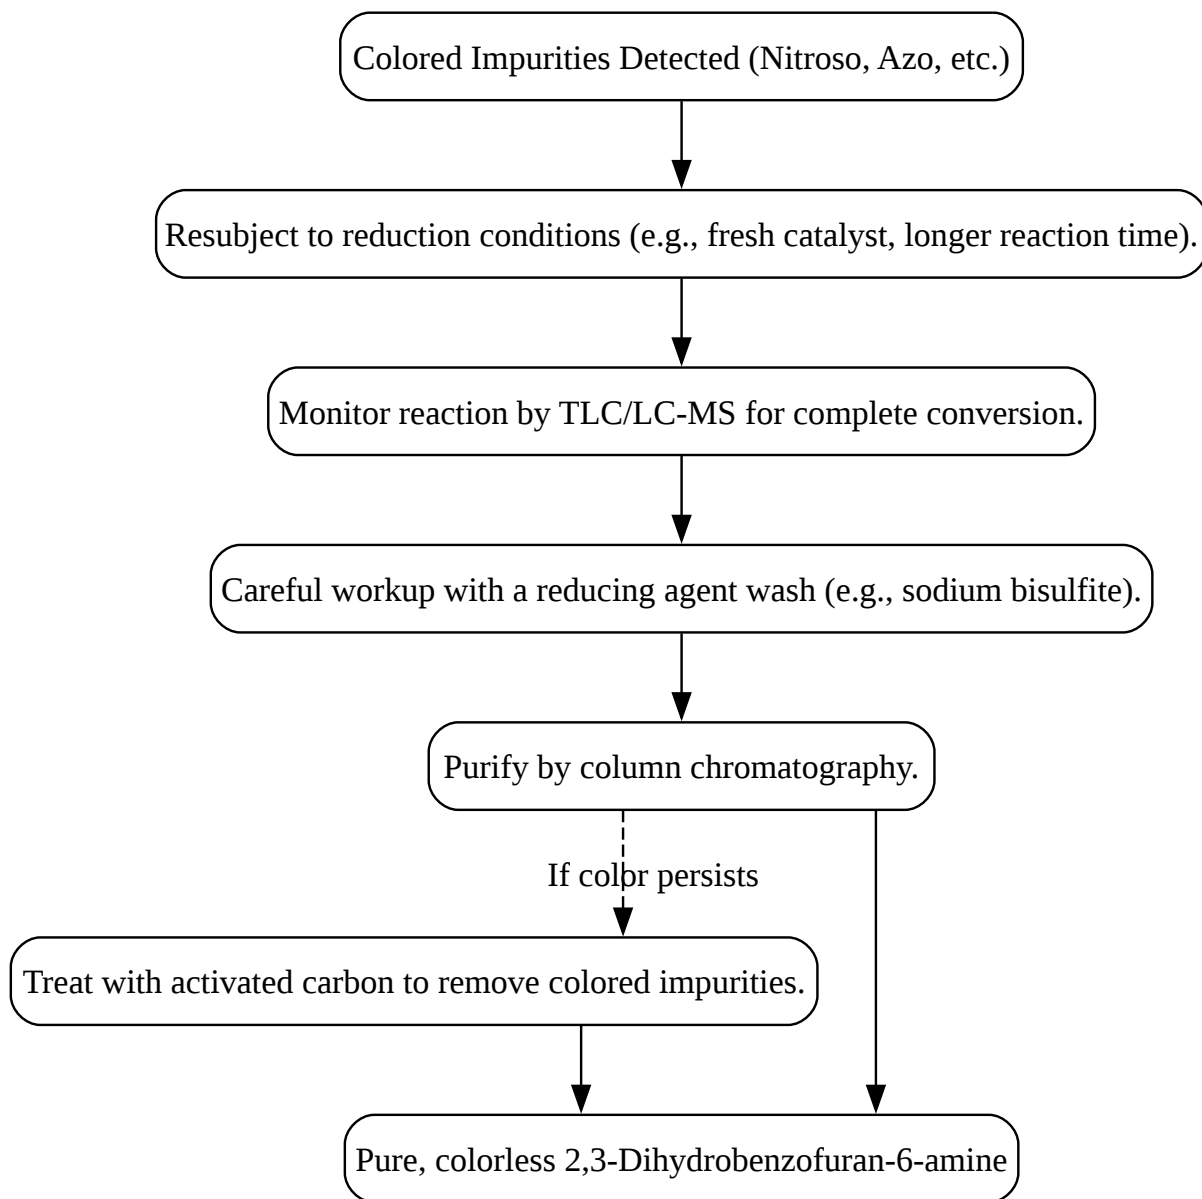 Colored Impurities Detected (Nitroso, Azo, etc.)
Resubject to reduction conditions (e.g., fresh catalyst, longer reaction time).
Monitor reaction by TLC/LC-MS for complete conversion.
Careful workup with a reducing agent wash (e.g., sodium bisulfite).
Purify by column chromatography.
If color persists
Treat with activated carbon to remove colored impurities.
Pure, colorless 2,3-Dihydrobenzofuran-6-amine